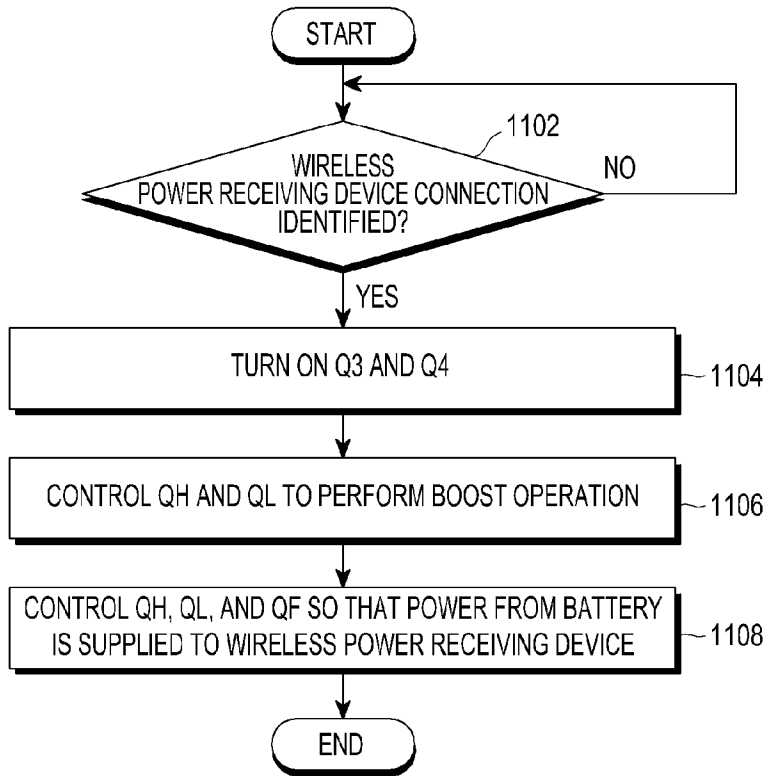 START
1102
WIRELESS
POWER RECEIVING DEVICE CONNECTION
IDENTIFIED?
NO
YES
TURN ON Q3 AND Q4
1104
CONTROL QH AND QL TO PERFORM BOOST OPERATION
1106
CONTROL QH, QL, AND QF SO THAT POWER FROM BATTERY
IS SUPPLIED TO WIRELESS POWER RECEIVING DEVICE
1108
END